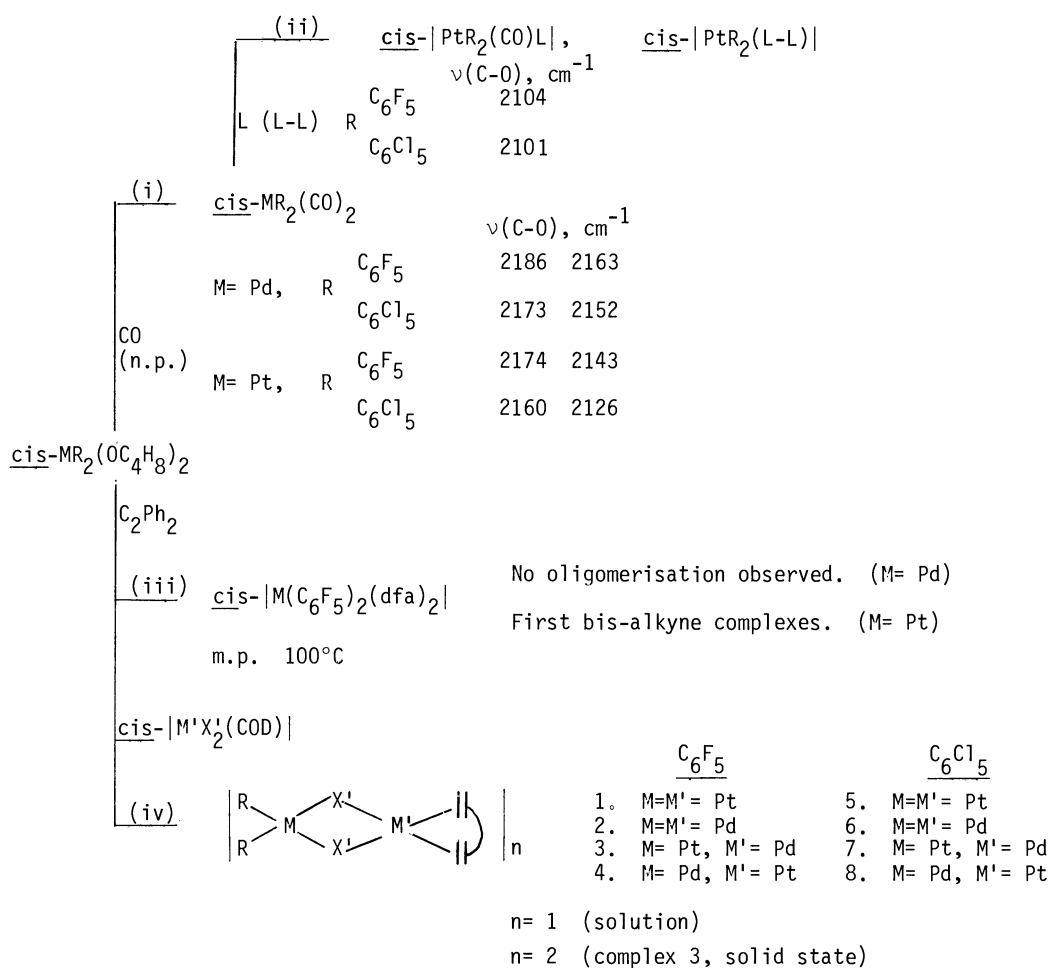 (ii) cis-|PtR2(CO)L|, cis-|PtR2(L-L)|
ν(C-O), cm-1
L (L-L) R C6F5 2104
C6Cl5 2101
(i) cis-MR2(CO)2
ν(C-O), cm-1
M= Pd, R C6F5 2186 2163
C6Cl5 2173 2152
CO
(n.p.)
M= Pt, R C6F5 2174 2143
C6Cl5 2160 2126
cis-MR2(OC4H8)2
C2Ph2
(iii) cis-|M(C6F5)2(dfa)2|
No oligomerisation observed. (M= Pd)
First bis-alkyne complexes. (M= Pt)
m.p. 100°C
cis-|M'X'2(COD)|
(iv)
R X'
M M'
R X' n
C6F5 C6Cl5
1. M=M'= Pt 5. M=M'= Pt
2. M=M'= Pd 6. M=M'= Pd
3. M= Pt, M'= Pd 7. M= Pt, M'= Pd
4. M= Pd, M'= Pt 8. M= Pd, M'= Pt
n= 1 (solution)
n= 2 (complex 3, solid state)